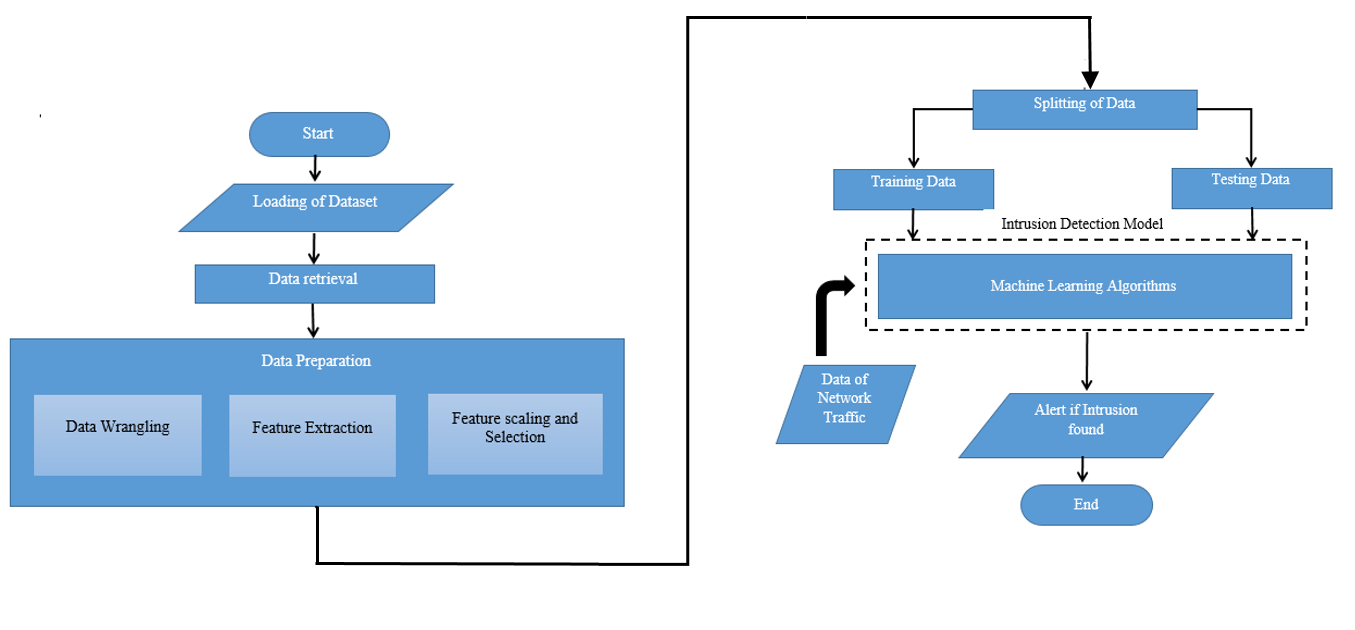 Start
Loading of Dataset
Data retrieval
Data Preparation
Data Wrangling
Feature Extraction
Feature scaling and
Selection
Splitting of Data
Training Data
Testing Data
Intrusion Detection Model
Machine Learning Algorithms
Data of
Network
Traffic
Alert if Intrusion
found
End